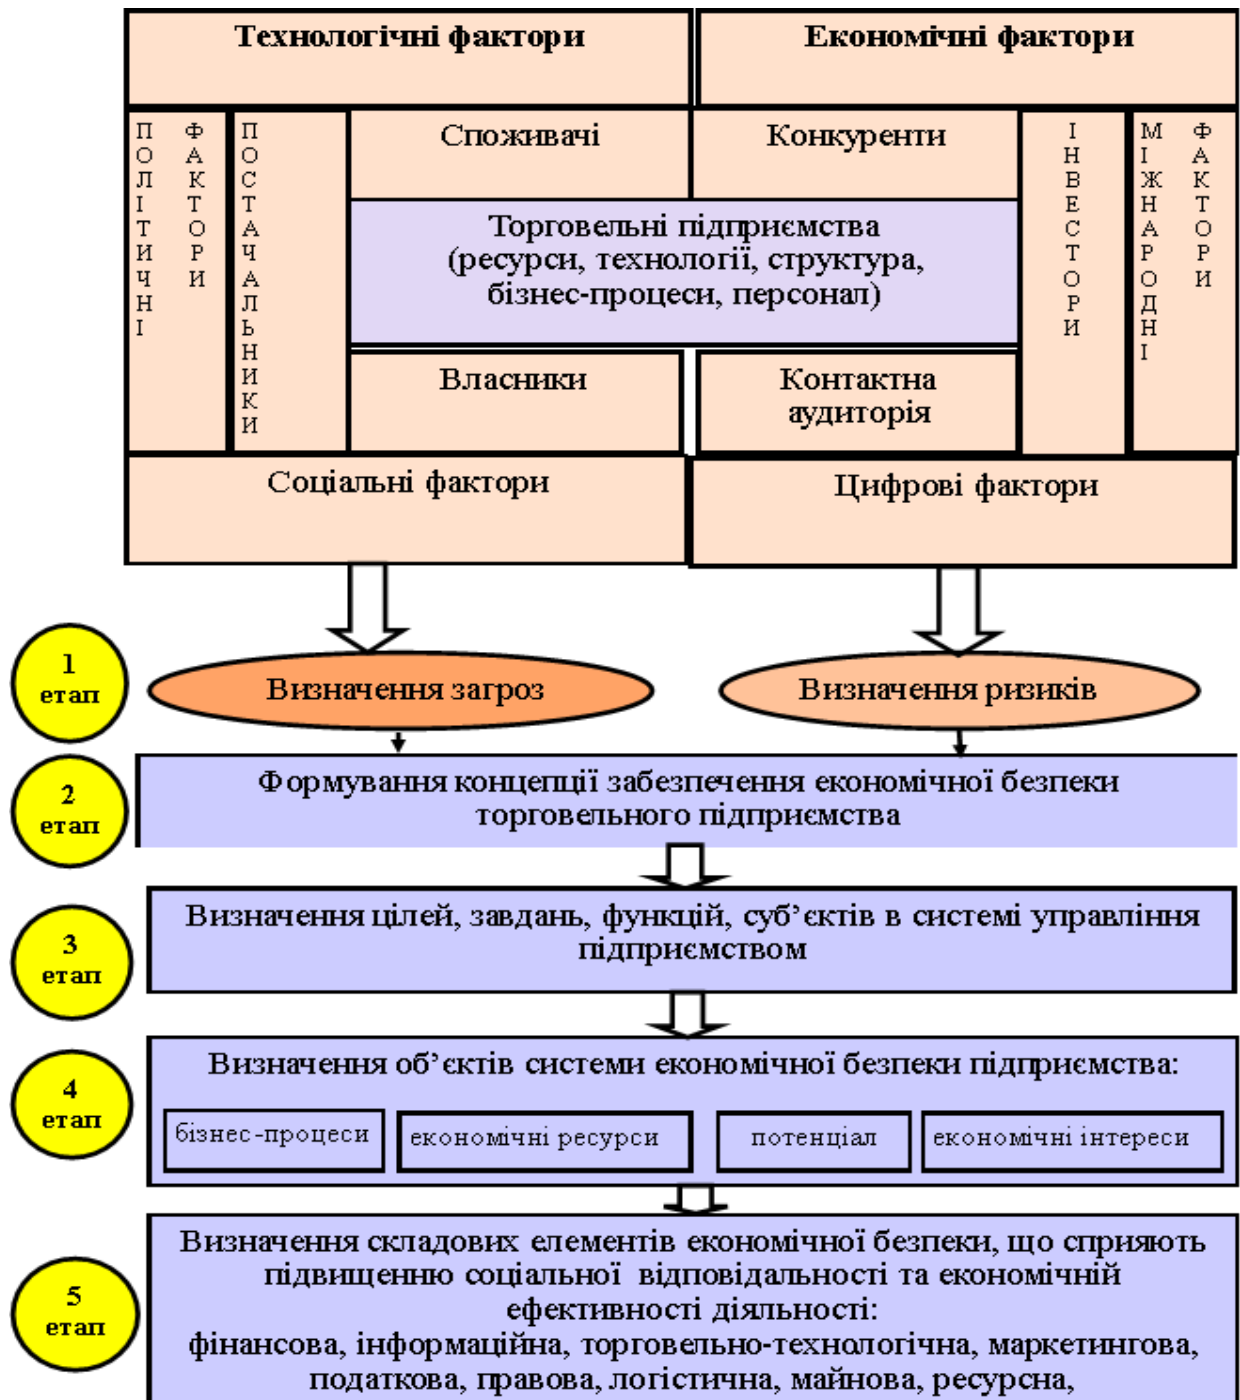 Технологічні фактори
Економічні фактори
ПОЛІТИЧНІ
ФАКТОРИ
ПОСТАЧАЛЬНИКИ
Споживачі
Конкуренти
ІНВЕСТОРИ
МІЖНАРОДНІ
ФАКТОРИ
Торговельні підприємства
(ресурси, технології, структура,
бізнес-процеси, персонал)
Власники
Контактна
аудиторія
Соціальні фактори
Цифрові фактори
1
етап
Визначення загроз
Визначення ризиків
2
етап
Формування концепції забезпечення економічної безпеки
торговельного підприємства
3
етап
Визначення цілей, завдань, функцій, суб’єктів в системі управління
підприємством
4
етап
Визначення об’єктів системи економічної безпеки підприємства:
бізнес-процеси
економічні ресурси
потенціал
економічні інтереси
5
етап
Визначення складових елементів економічної безпеки, що сприяють
підвищенню соціальної відповідальності та економічній
ефективності діяльності:
фінансова, інформаційна, торговельно-технологічна, маркетингова,
податкова, правова, логістична, майнова, ресурсна,